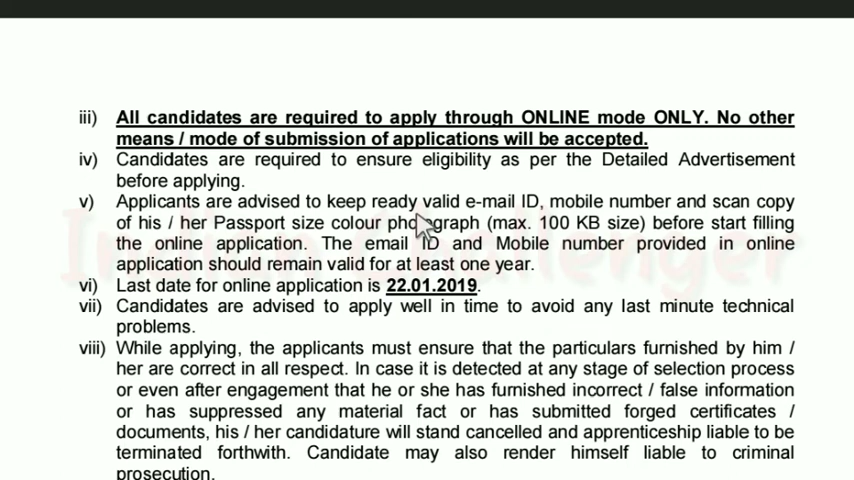 iii) All candidates are required to apply through ONLINE mode ONLY. No other
means / mode of submission of applications will be accepted.
iv) Candidates are required to ensure eligibility as per the Detailed Advertisement
before applying.
v) Applicants are advised to keep ready valid e-mail ID, mobile number and scan copy
of his / her Passport size colour photograph (max. 100 KB size) before start filling
the online application. The email ID and Mobile number provided in online
application should remain valid for at least one year.
vi) Last date for online application is 22.01.2019.
vii) Candidates are advised to apply well in time to avoid any last minute technical
problems.
viii) While applying, the applicants must ensure that the particulars furnished by him /
her are correct in all respect. In case it is detected at any stage of selection process
or even after engagement that he or she has furnished incorrect / false information
or has suppressed any material fact or has submitted forged certificates /
documents, his / her candidature will stand cancelled and apprenticeship liable to be
terminated forthwith. Candidate may also render himself liable to criminal
prosecution.
Indian Challenger